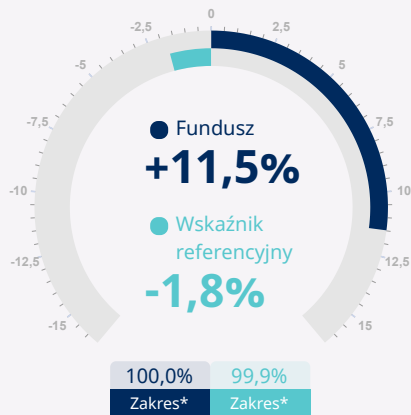 0
-2,5 2,5
-5 5
-7,5 7,5
Fundusz
+11,5%
-10 10
Wskaźnik
referencyjny
-12,5 12,5
-1,8%
-15 15
100,0% 99,9%
Zakres* Zakres*